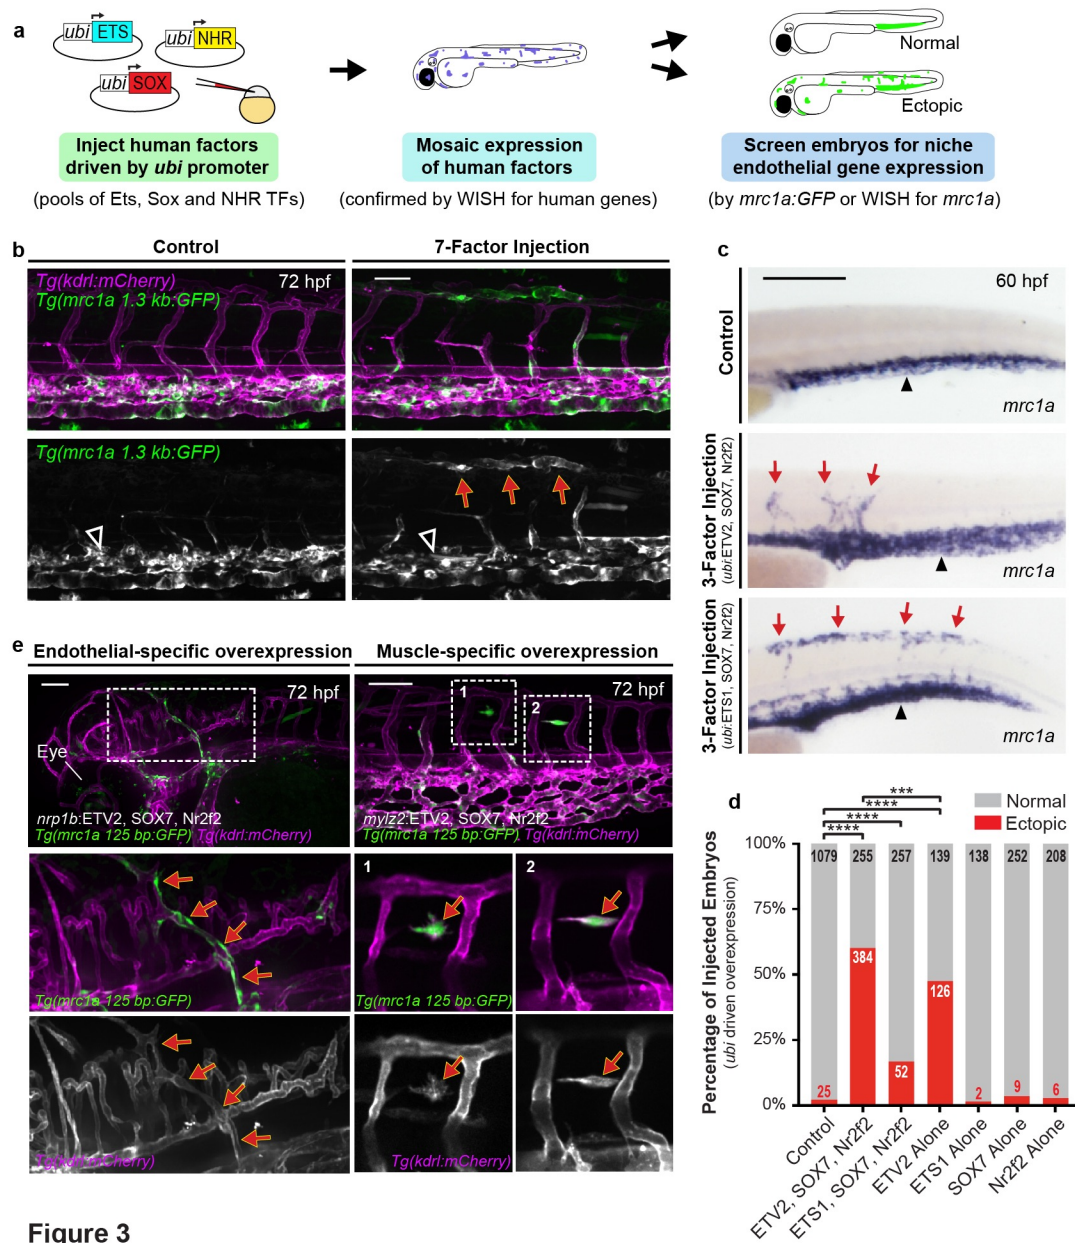 a
ubi ETS
ubi NHR
ubi SOX
Normal
Ectopic
Inject human factors
driven by ubi promoter
(pools of Ets, Sox and NHR TFs)
Mosaic expression
of human factors
(confirmed by WISH for human genes)
Screen embryos for niche
endothelial gene expression
(by mrc1a:GFP or WISH for mrc1a)
b
Control
7-Factor Injection
Tg(kdrl:mCherry)
72 hpf
Tg(mrc1a 1.3 kb:GFP)
Tg(mrc1a 1.3 kb:GFP)
c
60 hpf
Control
mrc1a
3-Factor Injection
(ubi:ETV2, SOX7, Nr2f2)
mrc1a
3-Factor Injection
(ubi:ETS1, SOX7, Nr2f2)
mrc1a
e
Endothelial-specific overexpression
Muscle-specific overexpression
72 hpf
Eye
nrp1b:ETV2, SOX7, Nr2f2
Tg(mrc1a 125 bp:GFP) Tg(kdrl:mCherry)
1
2
72 hpf
mylz2:ETV2, SOX7, Nr2f2
Tg(mrc1a 125 bp:GFP) Tg(kdrl:mCherry)
Tg(mrc1a 125 bp:GFP)
1
Tg(mrc1a 125 bp:GFP)
2
Tg(kdrl:mCherry)
Tg(kdrl:mCherry)
d
Normal
Ectopic
***
****
****
****
Percentage of Injected Embryos
(ubi driven overexpression)
100%
75%
50%
25%
0%
1079 255 257 139 138 252 208
25 384 52 126 2 9 6
Control
ETV2, SOX7, Nr2f2
ETS1, SOX7, Nr2f2
ETV2 Alone
ETS1 Alone
SOX7 Alone
Nr2f2 Alone
Figure 3